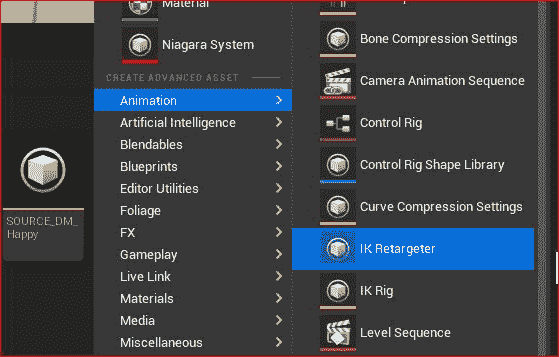 Material
Niagara System
CREATE ADVANCED ASSET
Animation
Artificial Intelligence
Blendables
Blueprints
Editor Utilities
Foliage
FX
Gameplay
Live Link
Materials
Media
Miscellaneous
Bone Compression Settings
Camera Animation Sequence
Control Rig
Control Rig Shape Library
Curve Compression Settings
IK Retargeter
IK Rig
Level Sequence
SOURCE_DM_
Happy